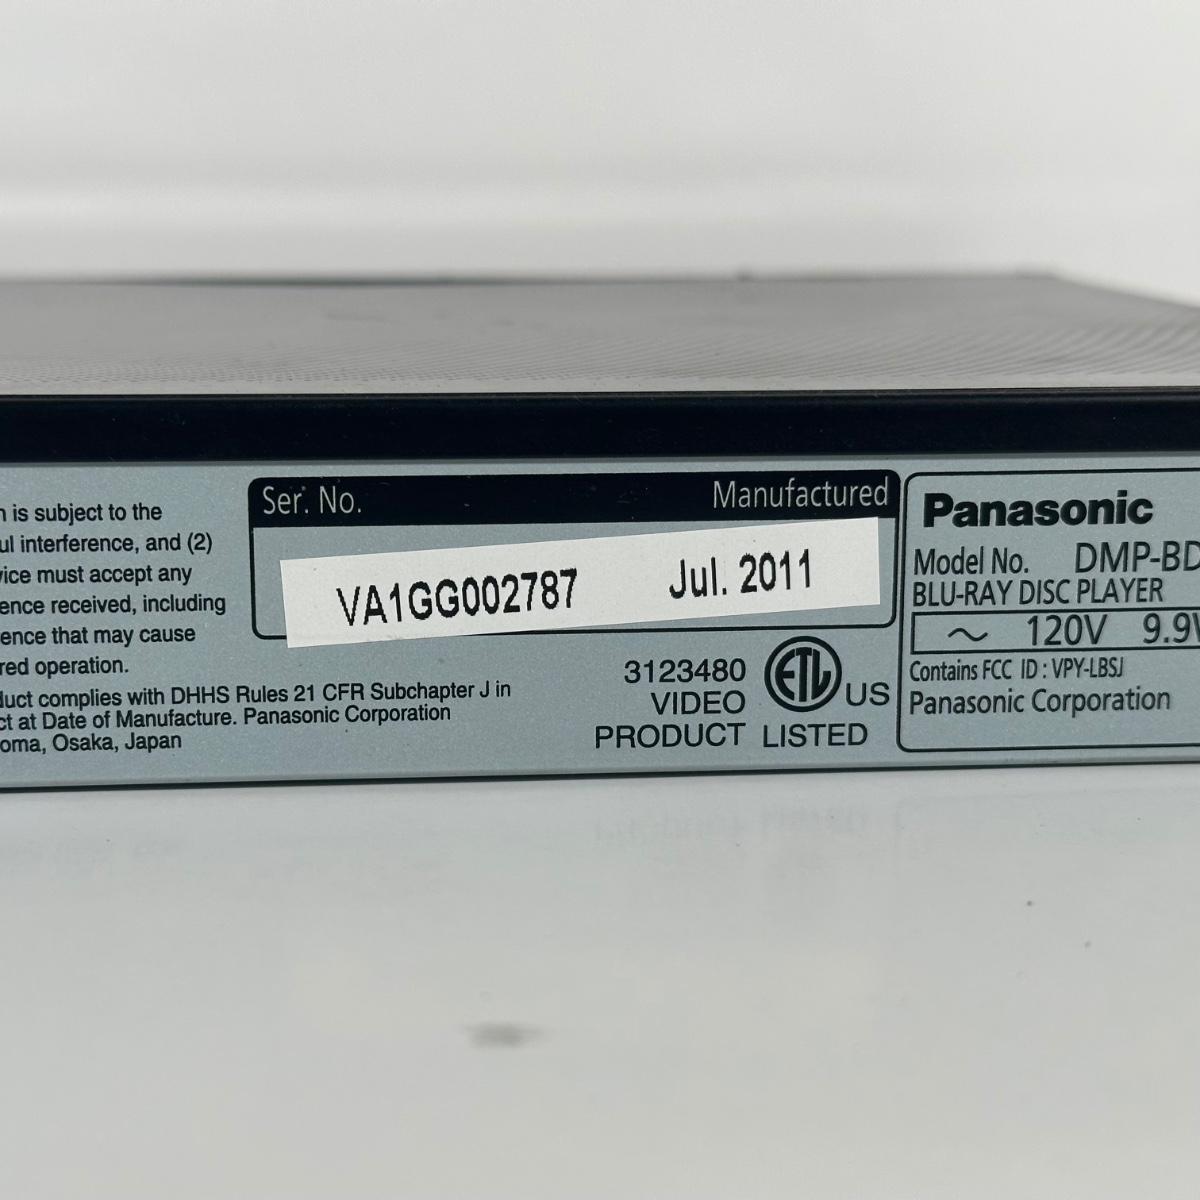 n is subject to the
ul interference, and (2)
vice must accept any
ence received, including
ence that may cause
red operation.
duct complies with DHHS Rules 21 CFR Subchapter J in
ct at Date of Manufacture. Panasonic Corporation
oma, Osaka, Japan
Ser. No. Manufactured
VA1GG002787 Jul. 2011
3123480
VIDEO
PRODUCT LISTED
ETL US
Panasonic
Model No. DMP-BD
BLU-RAY DISC PLAYER
~ 120V 9.9W
Contains FCC ID : VPY-LBSJ
Panasonic Corporation